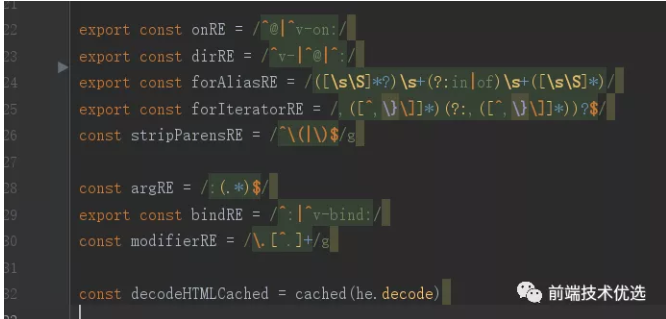 21
22 export const onRE = /^@|^v-on:/
23 export const dirRE = /^v-|^@|^:/
24 export const forAliasRE = /([\s\S]*?)\s+(?:in|of)\s+([\s\S]*)/
25 export const forIteratorRE = /,([^,\}\]]*)(?:,([^,\}\]]*))?$/
26 const stripParensRE = /^\(|\)$/g
27
28 const argRE = /:(.*)$/
29 export const bindRE = /^:|^v-bind:/
30 const modifierRE = /\.[^.]+/g
31
32 const decodeHTMLCached = cached(he.decode)
前端技术优选